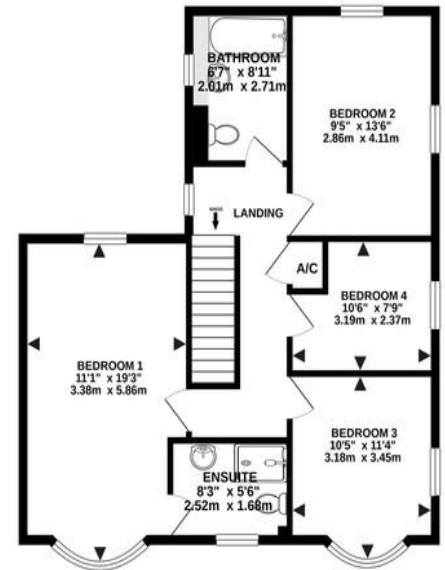 BATHROOM
6'7" x 8'11"
2.01m x 2.71m
BEDROOM 2
9'5" x 13'6"
2.86m x 4.11m
LANDING
A/C
BEDROOM 4
10'6" x 7'9"
3.19m x 2.37m
BEDROOM 1
11'1" x 19'3"
3.38m x 5.86m
BEDROOM 3
10'5" x 11'4"
3.18m x 3.45m
ENSUITE
8'3" x 5'6"
2.52m x 1.68m